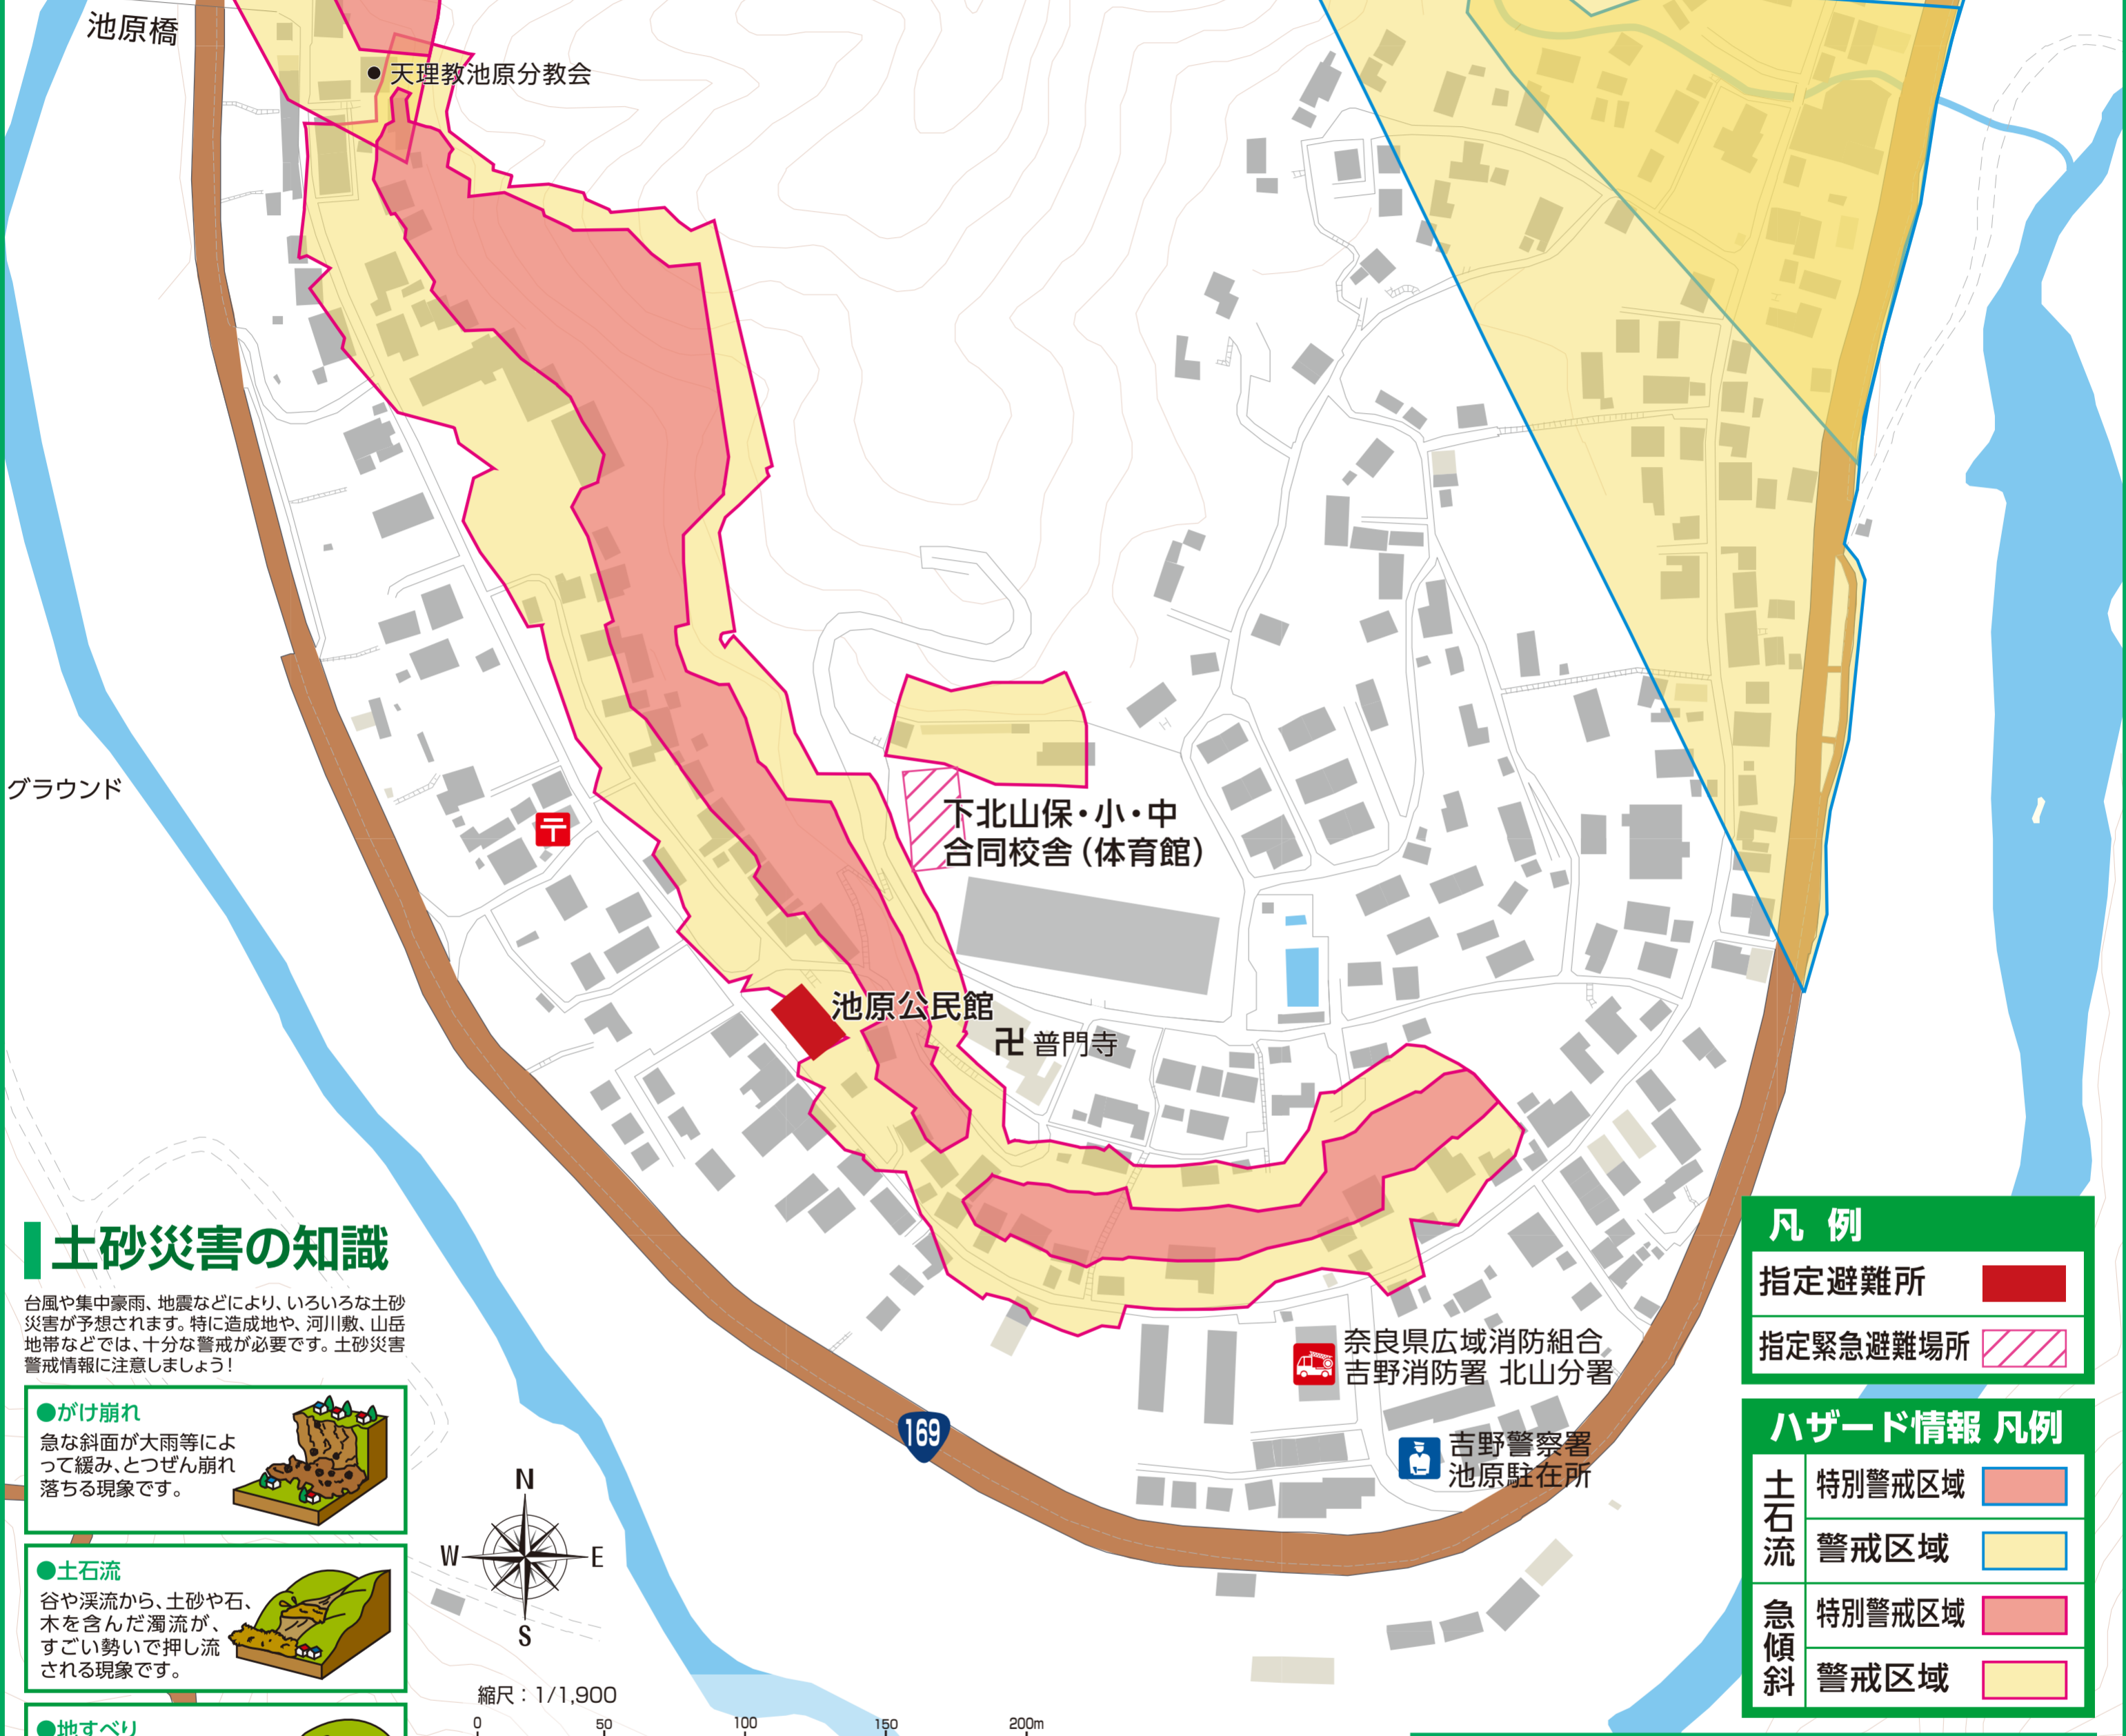 池原橋
天理教池原分教会
グラウンド
〒
下北山保・小・中
合同校舎（体育館）
池原公民館
卍 普門寺
奈良県広域消防組合
吉野消防署 北山分署
169
吉野警察署
池原駐在所
土砂災害の知識
台風や集中豪雨、地震などにより、いろいろな土砂
災害が予想されます。特に造成地や、河川敷、山岳
地帯などでは、十分な警戒が必要です。土砂災害
警戒情報に注意しましょう！
●がけ崩れ
急な斜面が大雨等によ
って緩み、とつぜん崩れ
落ちる現象です。
●土石流
谷や渓流から、土砂や石、
木を含んだ濁流が、
すごい勢いで押し流
される現象です。
●地すべり
N
W
E
S
縮尺：1/1,900
0 50 100 150 200m
凡 例
指定避難所
指定緊急避難場所
ハザード情報 凡例
土石流
特別警戒区域
警戒区域
急傾斜
特別警戒区域
警戒区域